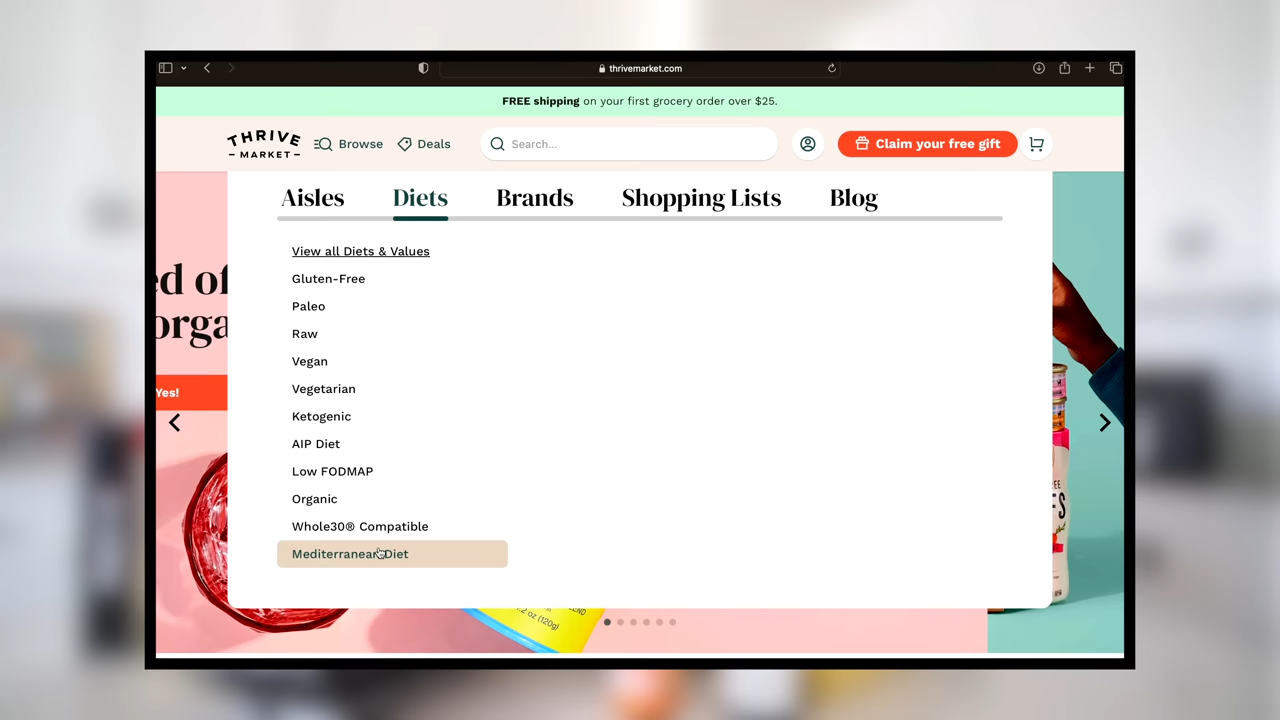 thrivemarket.com
FREE shipping on your first grocery order over $25.
THRIVE
MARKET
Browse
Deals
Search...
Claim your free gift
Aisles
Diets
Brands
Shopping Lists
Blog
View all Diets & Values
Gluten-Free
Paleo
Raw
Vegan
Vegetarian
Ketogenic
AIP Diet
Low FODMAP
Organic
Whole30® Compatible
Mediterranean Diet
ed of
orga
Yes!
(120g)